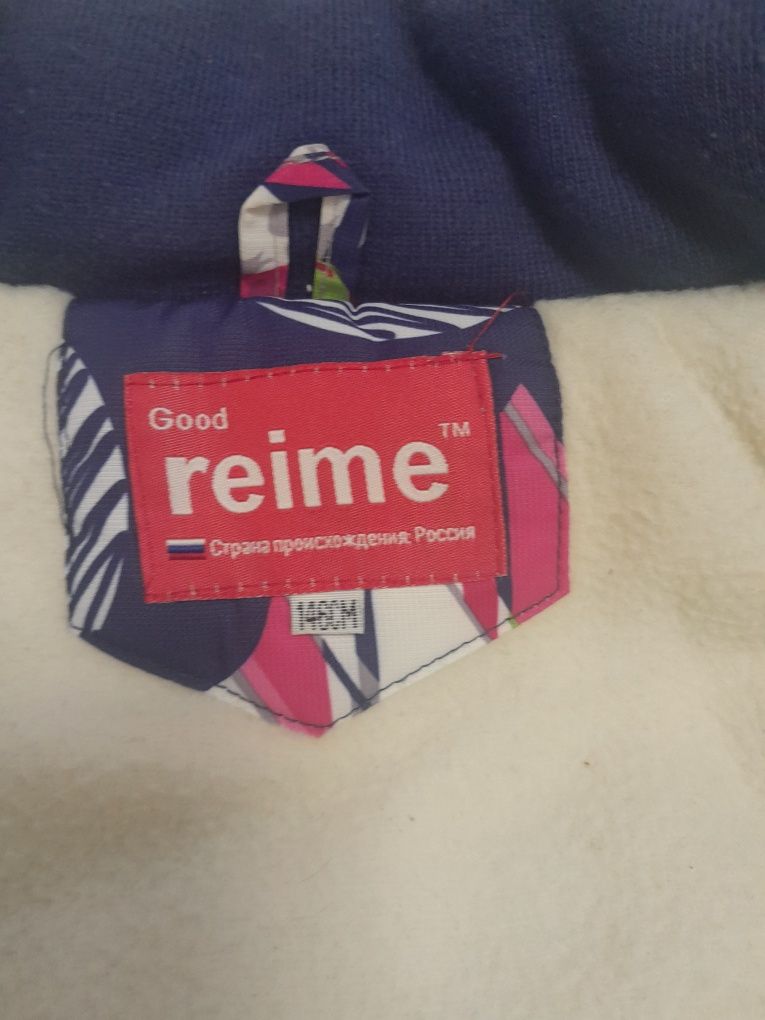 Good
reime™
Страна происхождения: Россия
146CM